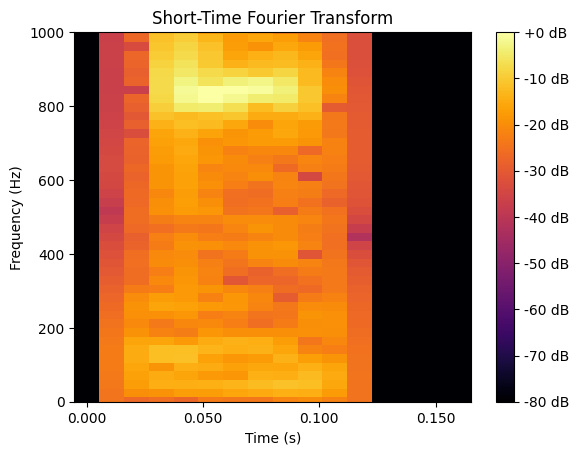 Short-Time Fourier Transform
1000
800
600
400
200
0
Frequency (Hz)
0.000
0.050
0.100
0.150
Time (s)
+0 dB
-10 dB
-20 dB
-30 dB
-40 dB
-50 dB
-60 dB
-70 dB
-80 dB